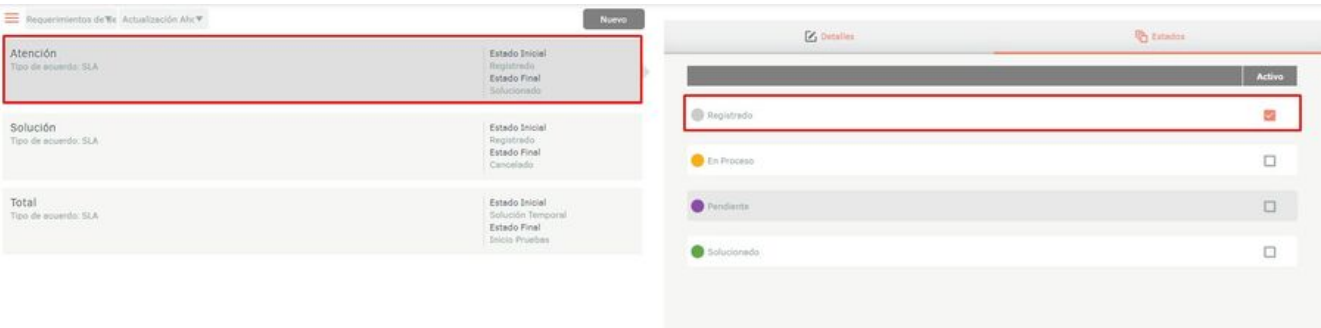 Requerimientos de Re
Actualización Ahc
Nuevo
Atención
Tipo de acuerdo: SLA
Estado Inicial
Registrado
Estado Final
Solucionado
Solución
Tipo de acuerdo: SLA
Estado Inicial
Registrado
Estado Final
Cancelado
Total
Tipo de acuerdo: SLA
Estado Inicial
Solución Temporal
Estado Final
Inicio Pruebas
Detalles
Estados
Activo
Registrado
En Proceso
Pendiente
Solucionado